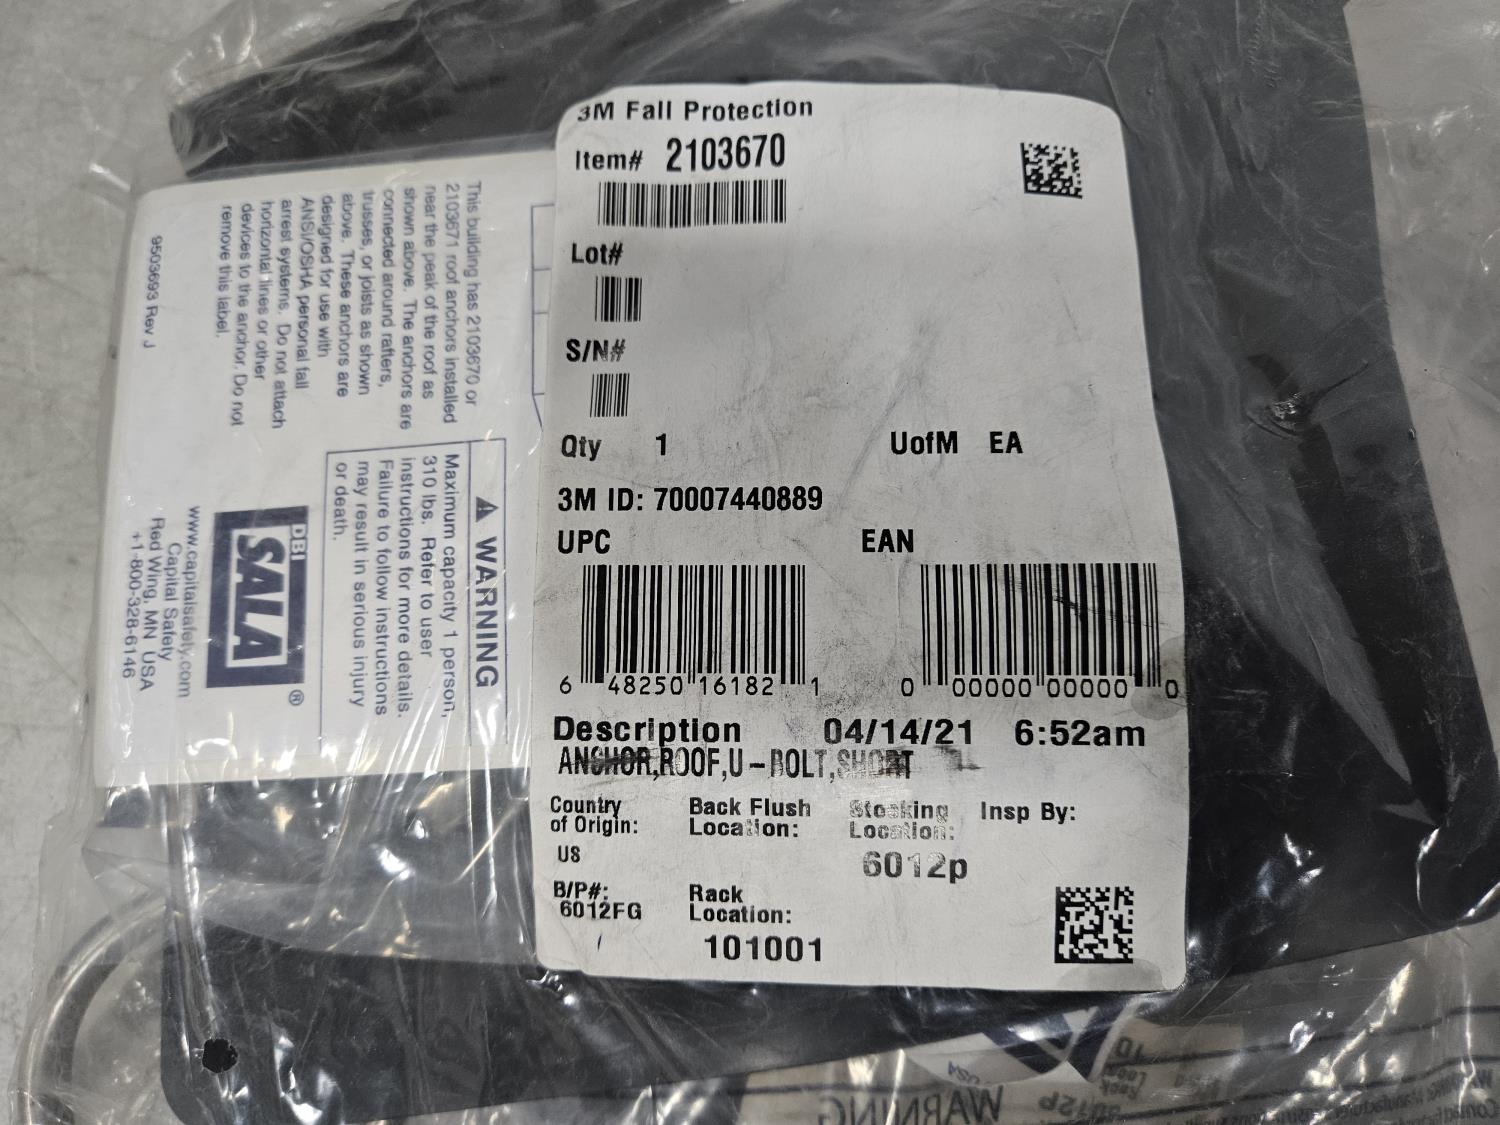 3M Fall Protection
Item# 2103670
Lot#
S/N#
Qty 1 UofM EA
3M ID: 70007440889
UPC EAN
6 48250 16182 1 0 00000 00000 0
Description 04/14/21 6:52am
ANCHOR,ROOF,U-BOLT,SHORT
Country of Origin:
US
Back Flush Location:
Stocking Location:
6012p
Insp By:
B/P#:
6012FG
Rack Location:
101001
This building has 2103670 or
2103671 roof anchors installed
near the peak of the roof as
shown above. The anchors are
connected around rafters,
trusses, or joists as shown
above. These anchors are
designed for use with
ANSI/OSHA personal fall
arrest systems. Do not attach
horizontal lines or other
devices to the anchor. Do not
remove this label.
9503693 Rev J
⚠ WARNING
Maximum capacity 1 person,
310 lbs. Refer to user
instructions for more details.
Failure to follow instructions
may result in serious injury
or death.
DBI
SALA®
www.capitalsafety.com
Capital Safety
Red Wing, MN USA
+1-800-328-6146
WARNING
6012P
USA